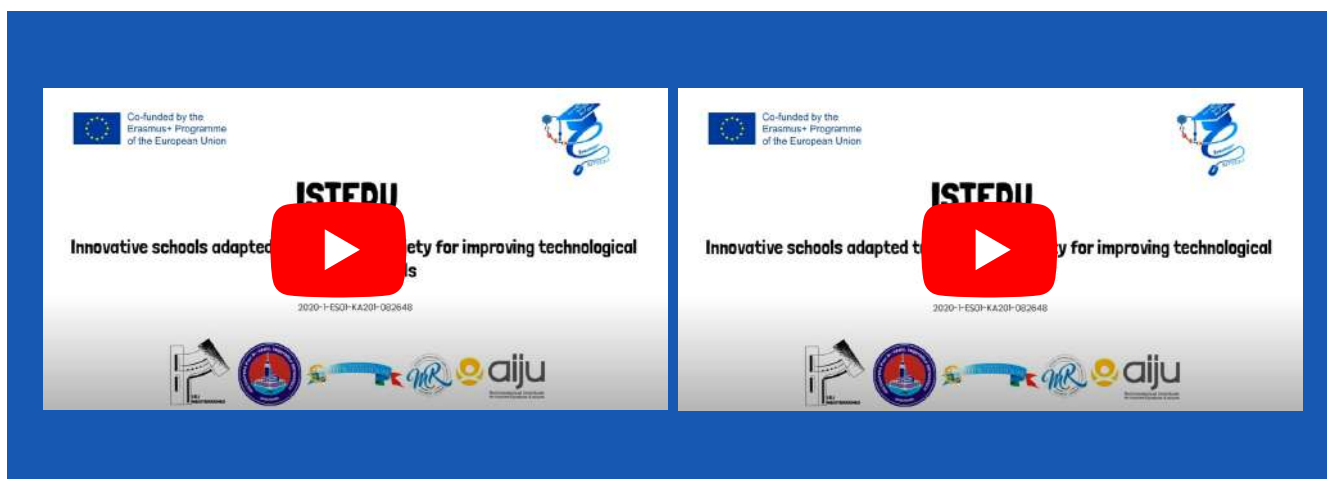 Co-funded by the
Erasmus+ Programme
of the European Union
ISTEDU
Innovative schools adapted for improving technological
2020-1-ES01-KA201-082648
MR
aiju
Co-funded by the
Erasmus+ Programme
of the European Union
ISTEDU
Innovative schools adapted for improving technological
2020-1-ES01-KA201-082648
MR
aiju